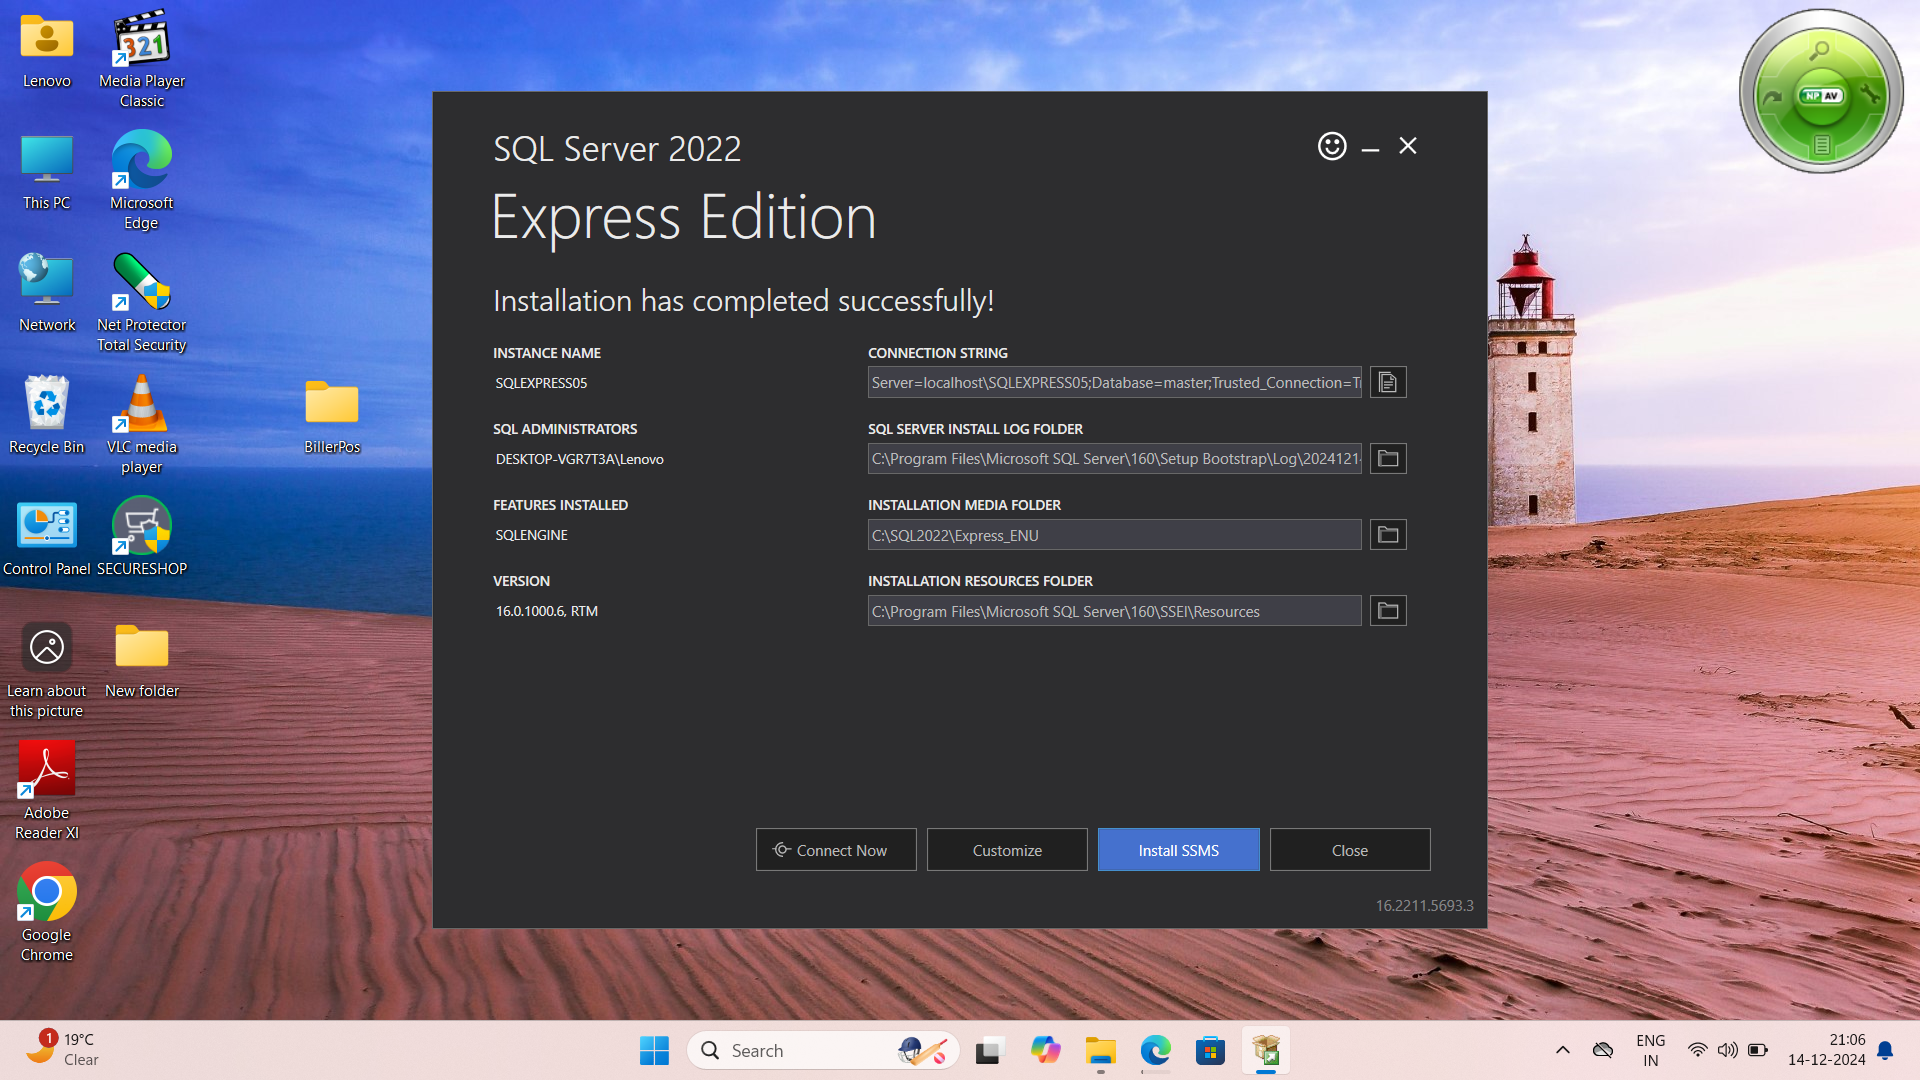 Lenovo
Media Player
Classic
This PC
Microsoft
Edge
Network
Net Protector
Total Security
Recycle Bin
VLC media
player
BillerPos
Control Panel
SECURESHOP
Learn about
this picture
New folder
Adobe
Reader XI
Google
Chrome
321
NP AV
SQL Server 2022
Express Edition
Installation has completed successfully!
INSTANCE NAME
SQLEXPRESS05
CONNECTION STRING
Server=localhost\SQLEXPRESS05;Database=master;Trusted_Connection=T
SQL ADMINISTRATORS
DESKTOP-VGR7T3A\Lenovo
SQL SERVER INSTALL LOG FOLDER
C:\Program Files\Microsoft SQL Server\160\Setup Bootstrap\Log\2024121
FEATURES INSTALLED
SQLENGINE
INSTALLATION MEDIA FOLDER
C:\SQL2022\Express_ENU
VERSION
16.0.1000.6, RTM
INSTALLATION RESOURCES FOLDER
C:\Program Files\Microsoft SQL Server\160\SSEI\Resources
Connect Now
Customize
Install SSMS
Close
16.2211.5693.3
1
19°C
Clear
Search
ENG
IN
21:06
14-12-2024